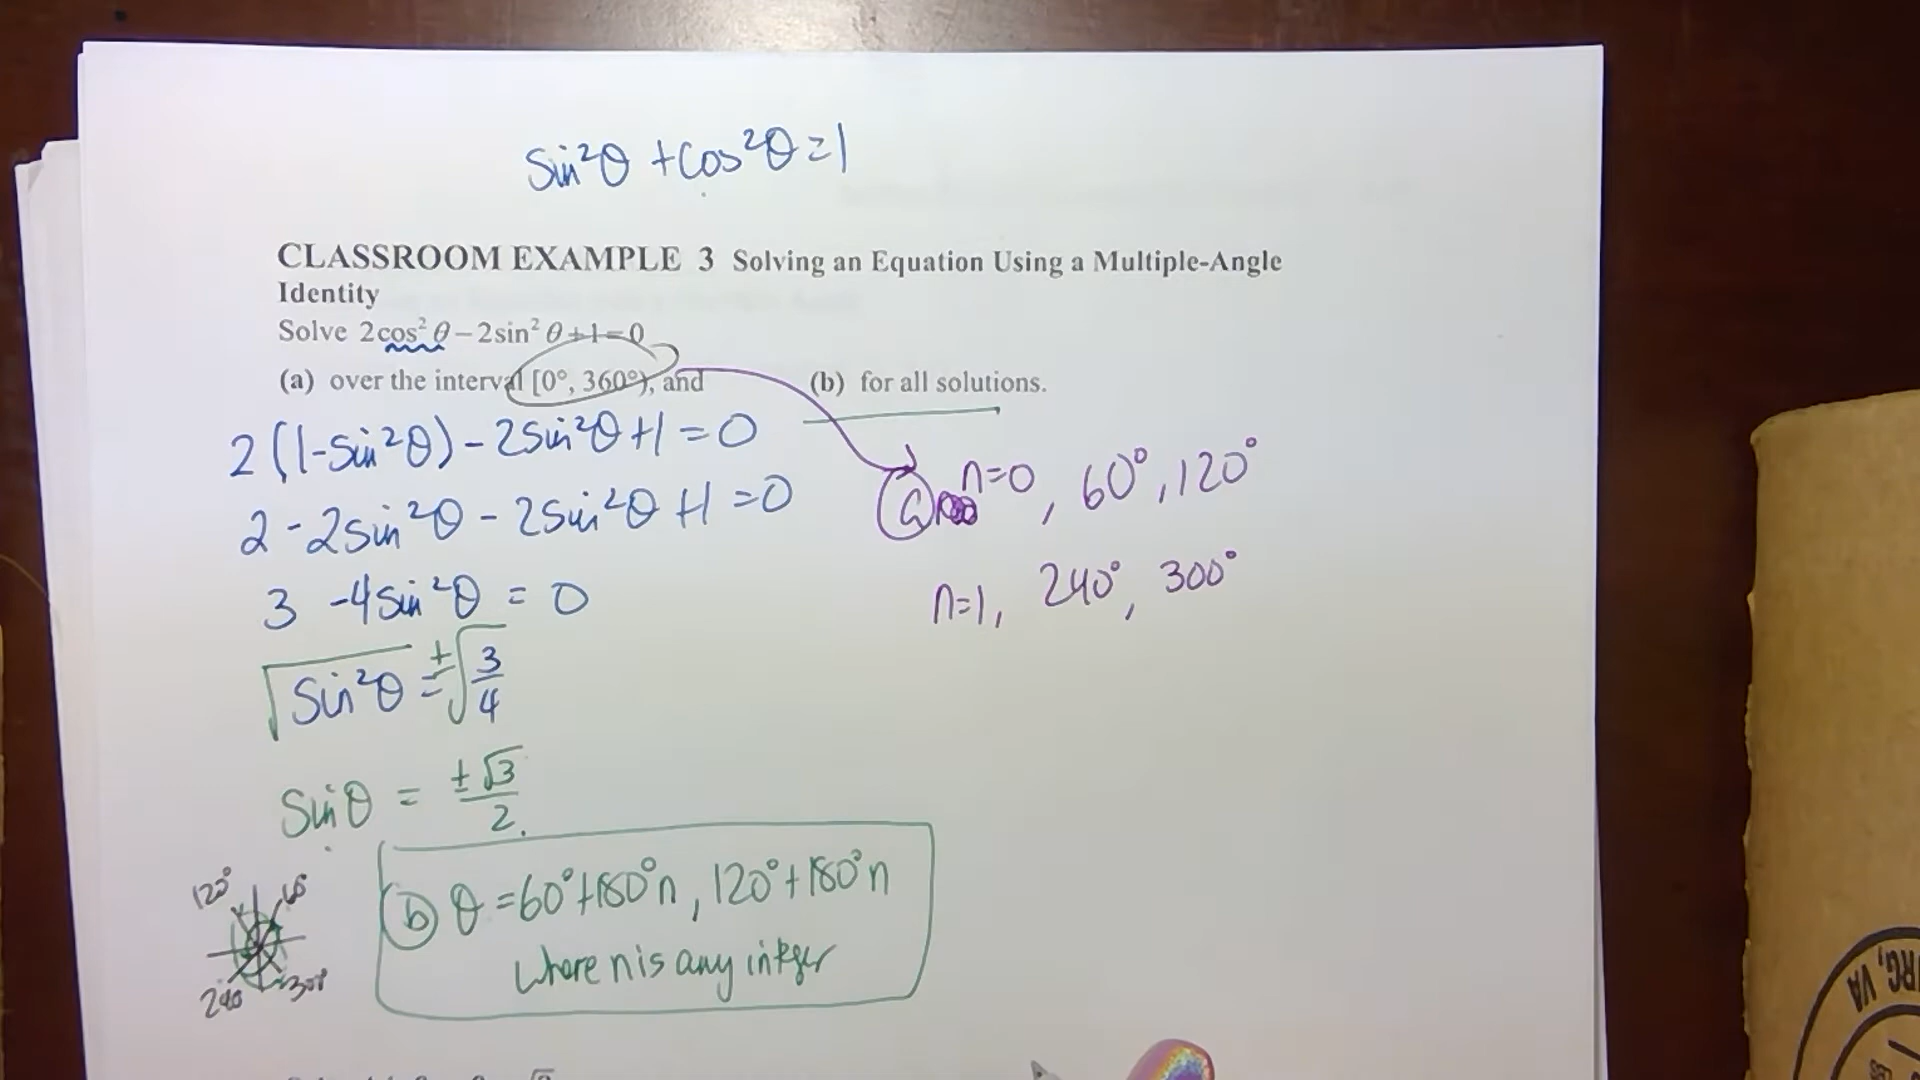 sin²θ + cos²θ = 1
CLASSROOM EXAMPLE 3 Solving an Equation Using a Multiple-Angle
Identity
Solve 2cos²θ – 2sin²θ + 1 = 0
(a) over the interval [0°, 360°), and (b) for all solutions.
2(1-sin²θ) - 2sin²θ + 1 = 0
2 - 2sin²θ - 2sin²θ + 1 = 0
3 - 4sin²θ = 0
√sin²θ = ±√3/4
sinθ = ±√3/2
(a) n=0, 60°, 120°
n=1, 240°, 300°
120° 60°
240 300
(b) θ = 60°+180°n, 120°+180°n
where n is any integer
RG, VA